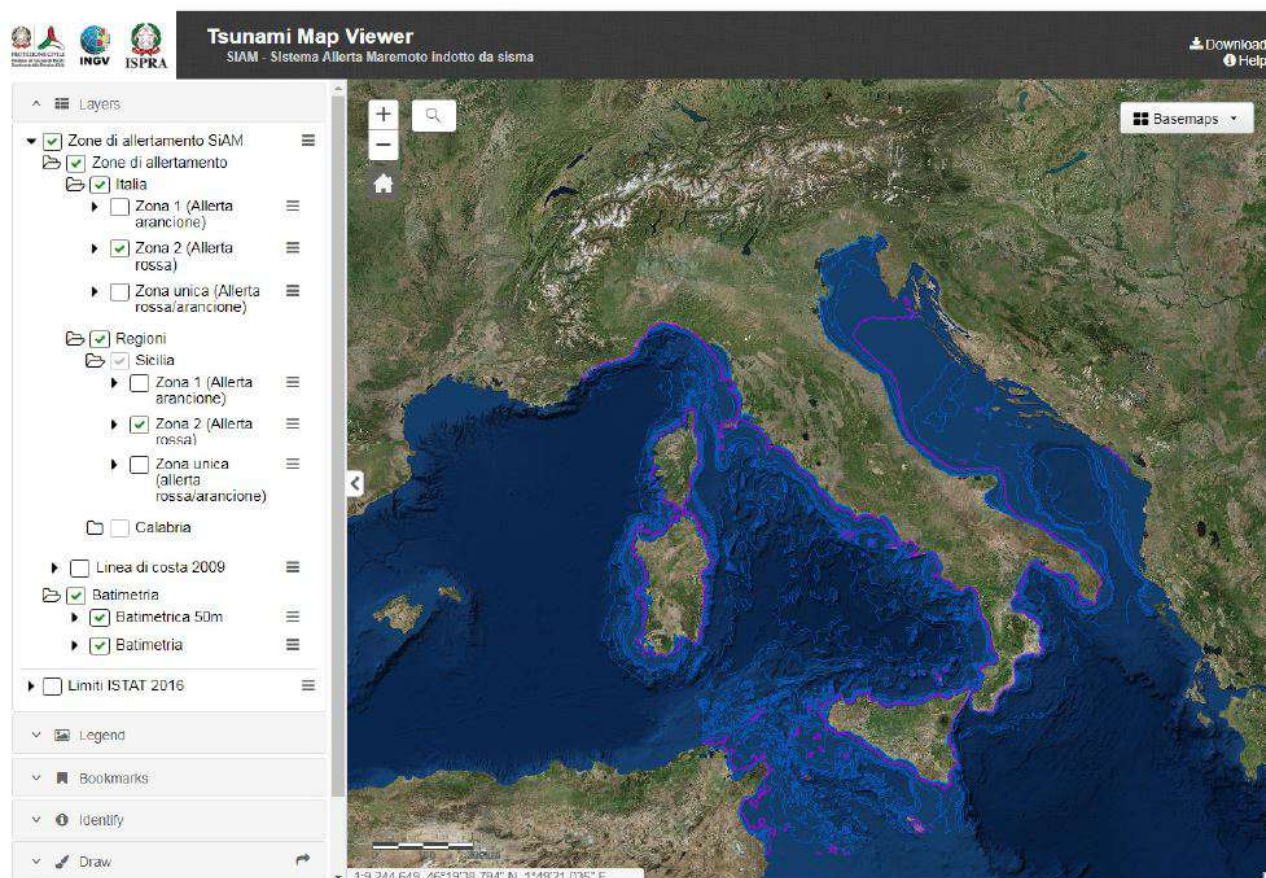 Tsunami Map Viewer
SIAM - Sistema Allerta Maremoto indotto da sisma
INGV
ISPRA
Download
Help
Layers
Zone di allertamento SiAM
Zone di allertamento
Italia
Zona 1 (Allerta
arancione)
Zona 2 (Allerta
rossa)
Zona unica (Allerta
rossa/arancione)
Regioni
Sicilia
Zona 1 (Allerta
arancione)
Zona 2 (Allerta
rossa)
Zona unica
(allerta
rossa/arancione)
Calabria
Linea di costa 2009
Batimetria
Batimetrica 50m
Batimetria
Limiti ISTAT 2016
Legend
Bookmarks
Identify
Draw
Basemaps